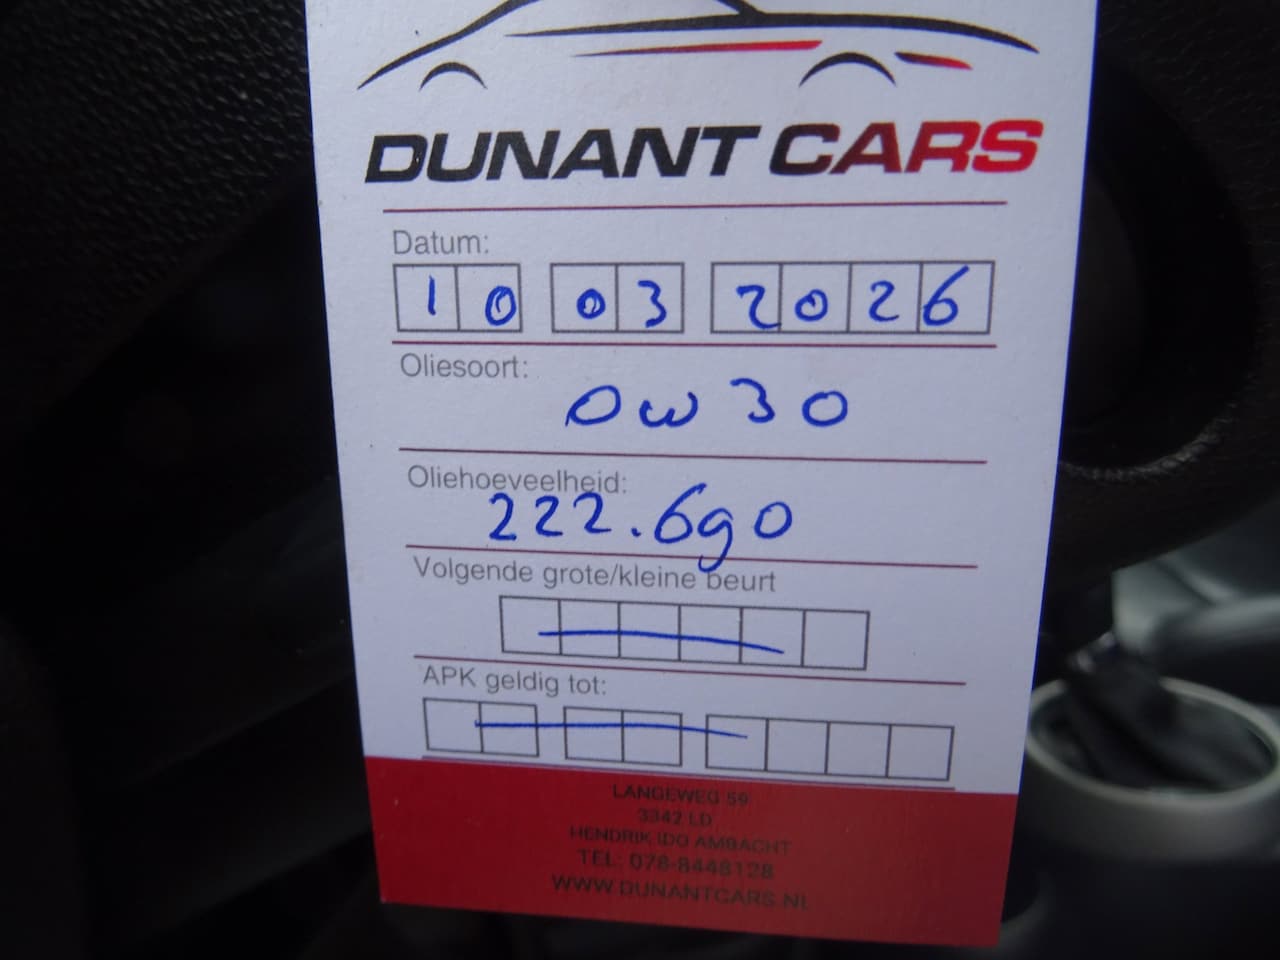 DUNANT CARS
Datum:
10 03 2026
Oliesoort:
0w30
Oliehoeveelheid:
222.690
Volgende grote/kleine beurt
APK geldig tot:
LANGEWEG 59
3342 LD
HENDRIK IDO AMBACHT
TEL: 078-8448128
WWW.DUNANTCARS.NL